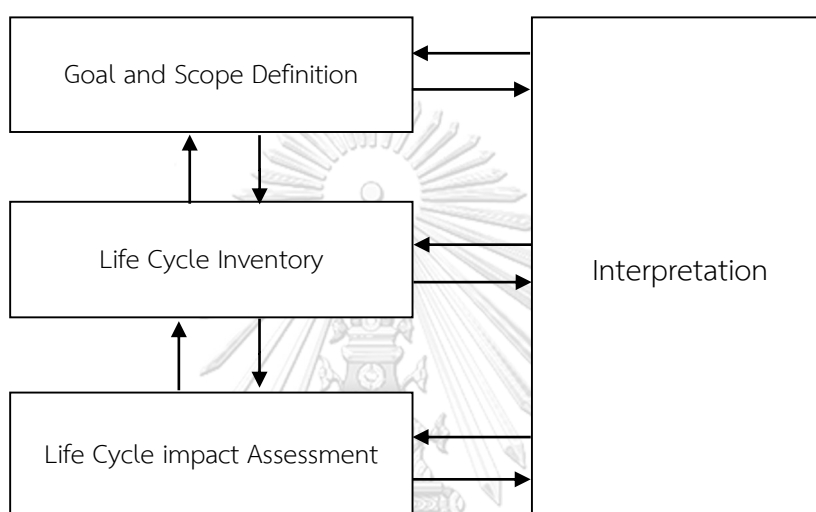 Goal and Scope Definition
Life Cycle Inventory
Interpretation
Life Cycle impact Assessment